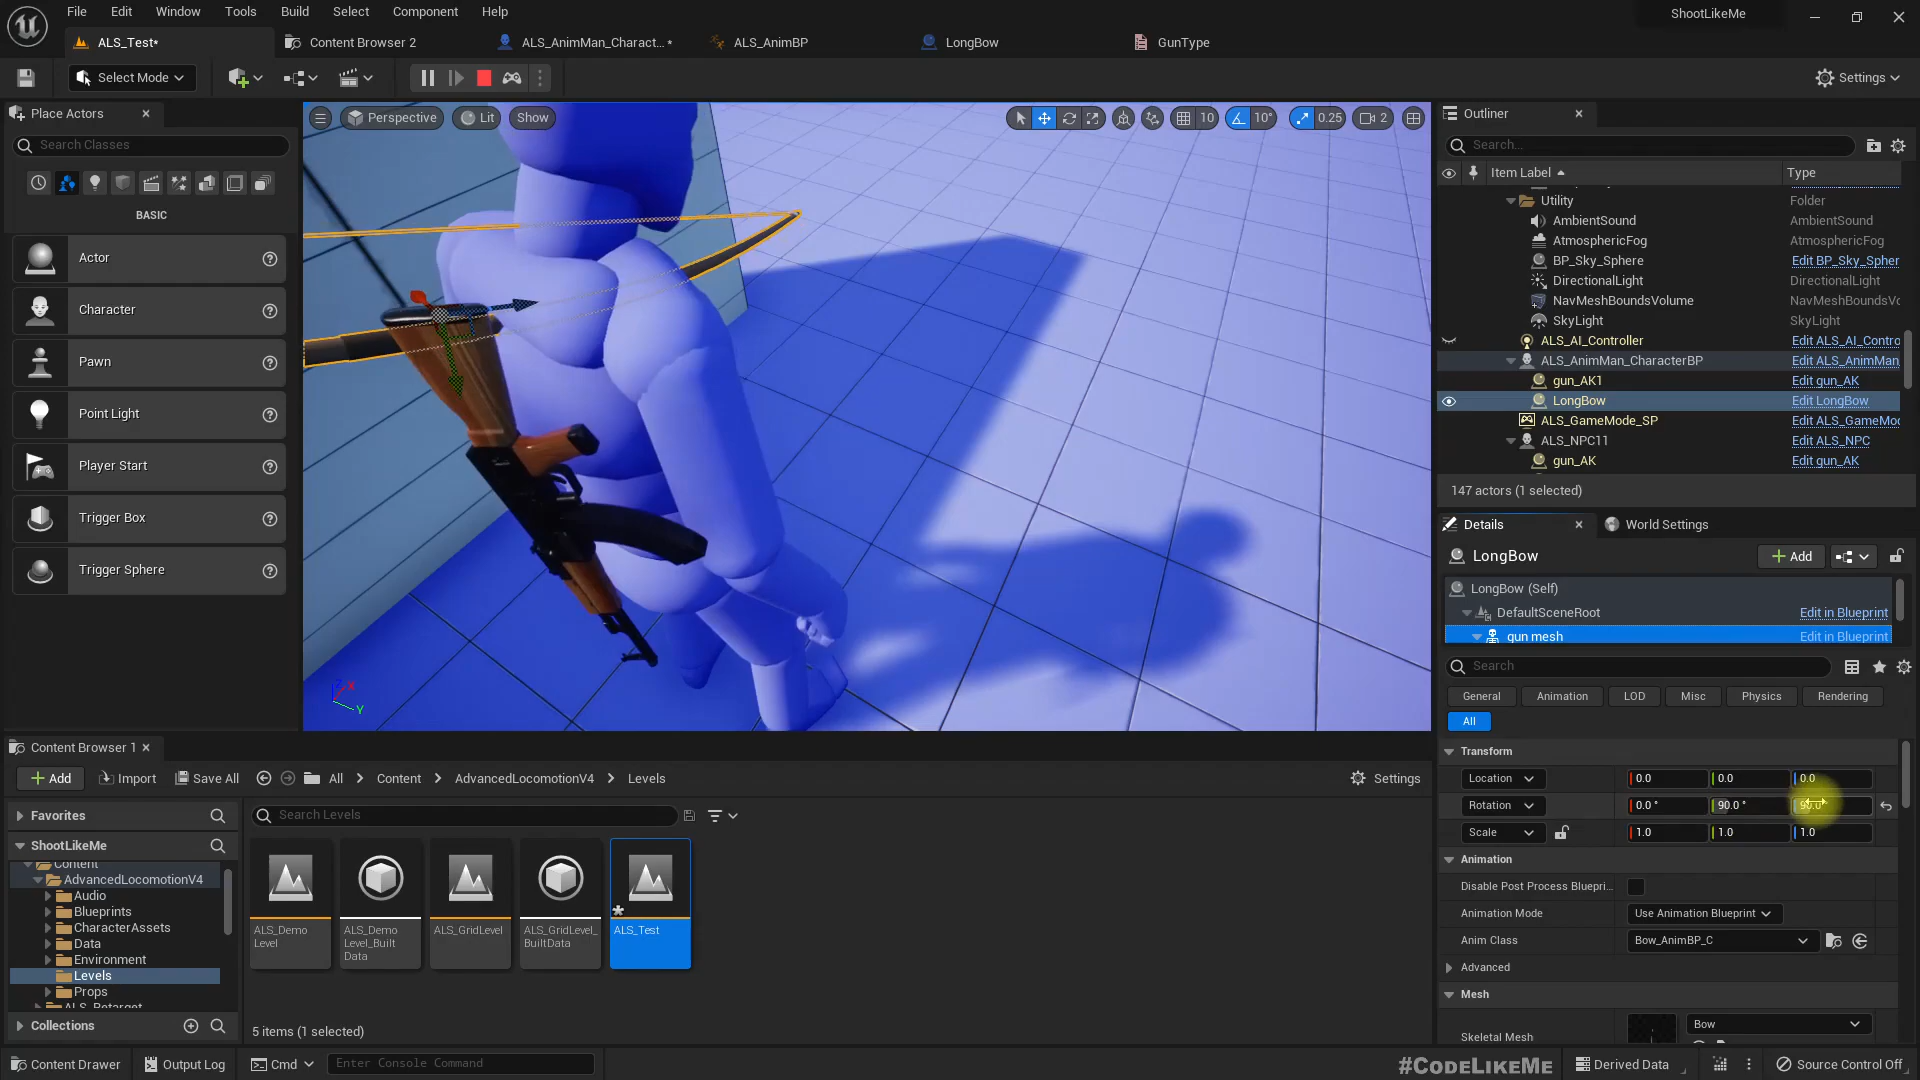 File Edit Window Tools Build Select Component Help
ShootLikeMe
ALS_Test*
Content Browser 2
ALS_AnimMan_Charact...*
ALS_AnimBP
LongBow
GunType
Select Mode
Settings
Place Actors
Search Classes
BASIC
Actor
Character
Pawn
Point Light
Player Start
Trigger Box
Trigger Sphere
Perspective
Lit
Show
10
10°
0.25
2
Outliner
Search...
Item Label
Type
Utility Folder
AmbientSound AmbientSound
AtmosphericFog AtmosphericFog
BP_Sky_Sphere Edit BP_Sky_Spher
DirectionalLight DirectionalLight
NavMeshBoundsVolume NavMeshBoundsVo
SkyLight SkyLight
ALS_AI_Controller Edit ALS_AI_Contro
ALS_AnimMan_CharacterBP Edit ALS_AnimMan
gun_AK1 Edit gun_AK
LongBow Edit LongBow
ALS_GameMode_SP Edit ALS_GameMod
ALS_NPC11 Edit ALS_NPC
gun_AK Edit gun_AK
147 actors (1 selected)
Details
World Settings
LongBow
Add
LongBow (Self)
DefaultSceneRoot Edit in Blueprint
gun mesh Edit in Blueprint
Search
General Animation LOD Misc Physics Rendering
All
Transform
Location 0.0 0.0 0.0
Rotation 0.0 ° 90.0 ° 90.0 °
Scale 1.0 1.0 1.0
Animation
Disable Post Process Bluepri...
Animation Mode Use Animation Blueprint
Anim Class Bow_AnimBP_C
Advanced
Mesh
Skeletal Mesh Bow
Content Browser 1
Add
Import
Save All
All > Content > AdvancedLocomotionV4 > Levels
Settings
Favorites
ShootLikeMe
Content
AdvancedLocomotionV4
Audio
Blueprints
CharacterAssets
Data
Environment
Levels
Props
ALS_Retarget
Collections
Search Levels
ALS_Demo
Level
ALS_Demo
Level_Built
Data
ALS_GridLevel
ALS_GridLevel_
BuiltData
ALS_Test
5 items (1 selected)
Content Drawer
Output Log
Cmd
Enter Console Command
#CODELIKEME
Derived Data
Source Control Off